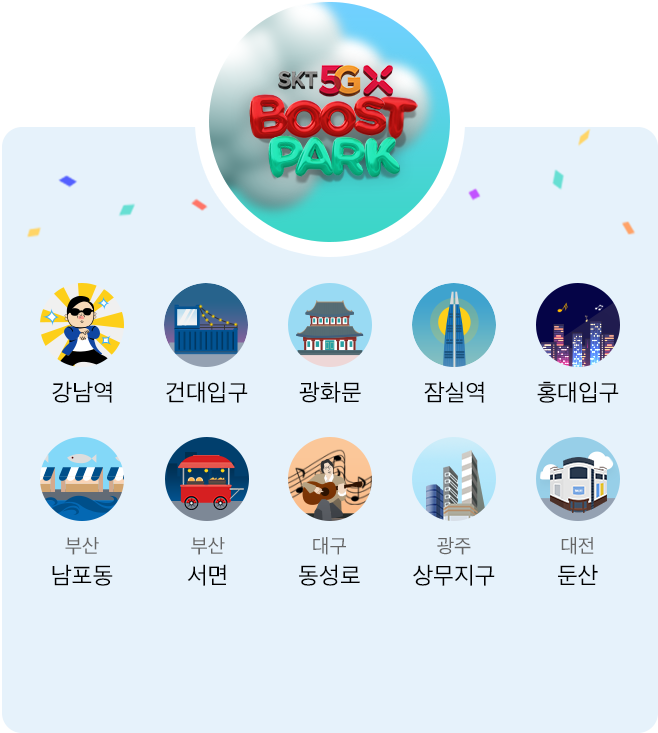 SKT 5GX
BOOST
PARK
강남역
건대입구
광화문
잠실역
홍대입구
부산
남포동
부산
서면
대구
동성로
광주
상무지구
대전
둔산